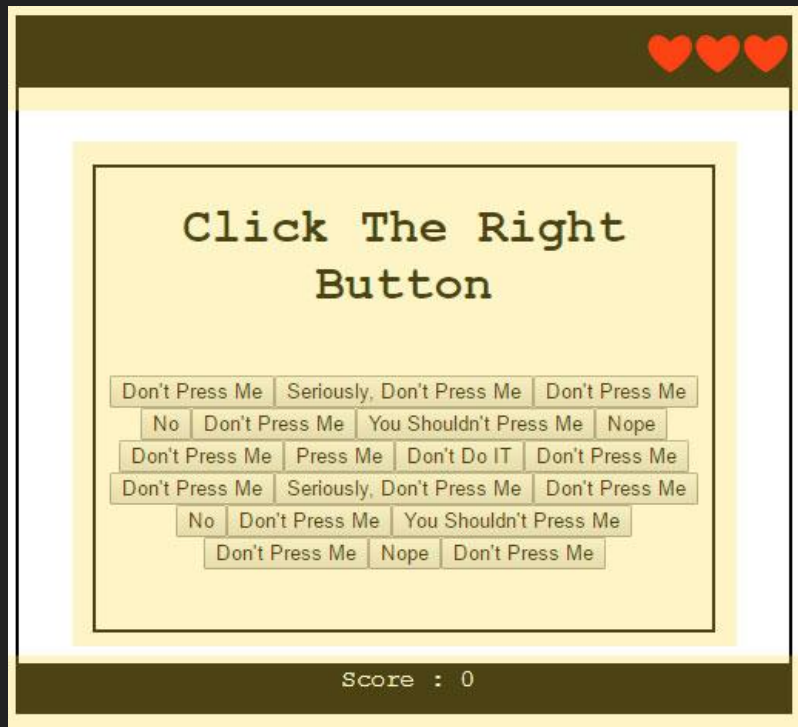 Click The Right
Button
Don't Press Me Seriously, Don't Press Me Don't Press Me
No Don't Press Me You Shouldn't Press Me Nope
Don't Press Me Press Me Don't Do IT Don't Press Me
Don't Press Me Seriously, Don't Press Me Don't Press Me
No Don't Press Me You Shouldn't Press Me
Don't Press Me Nope Don't Press Me
Score : 0